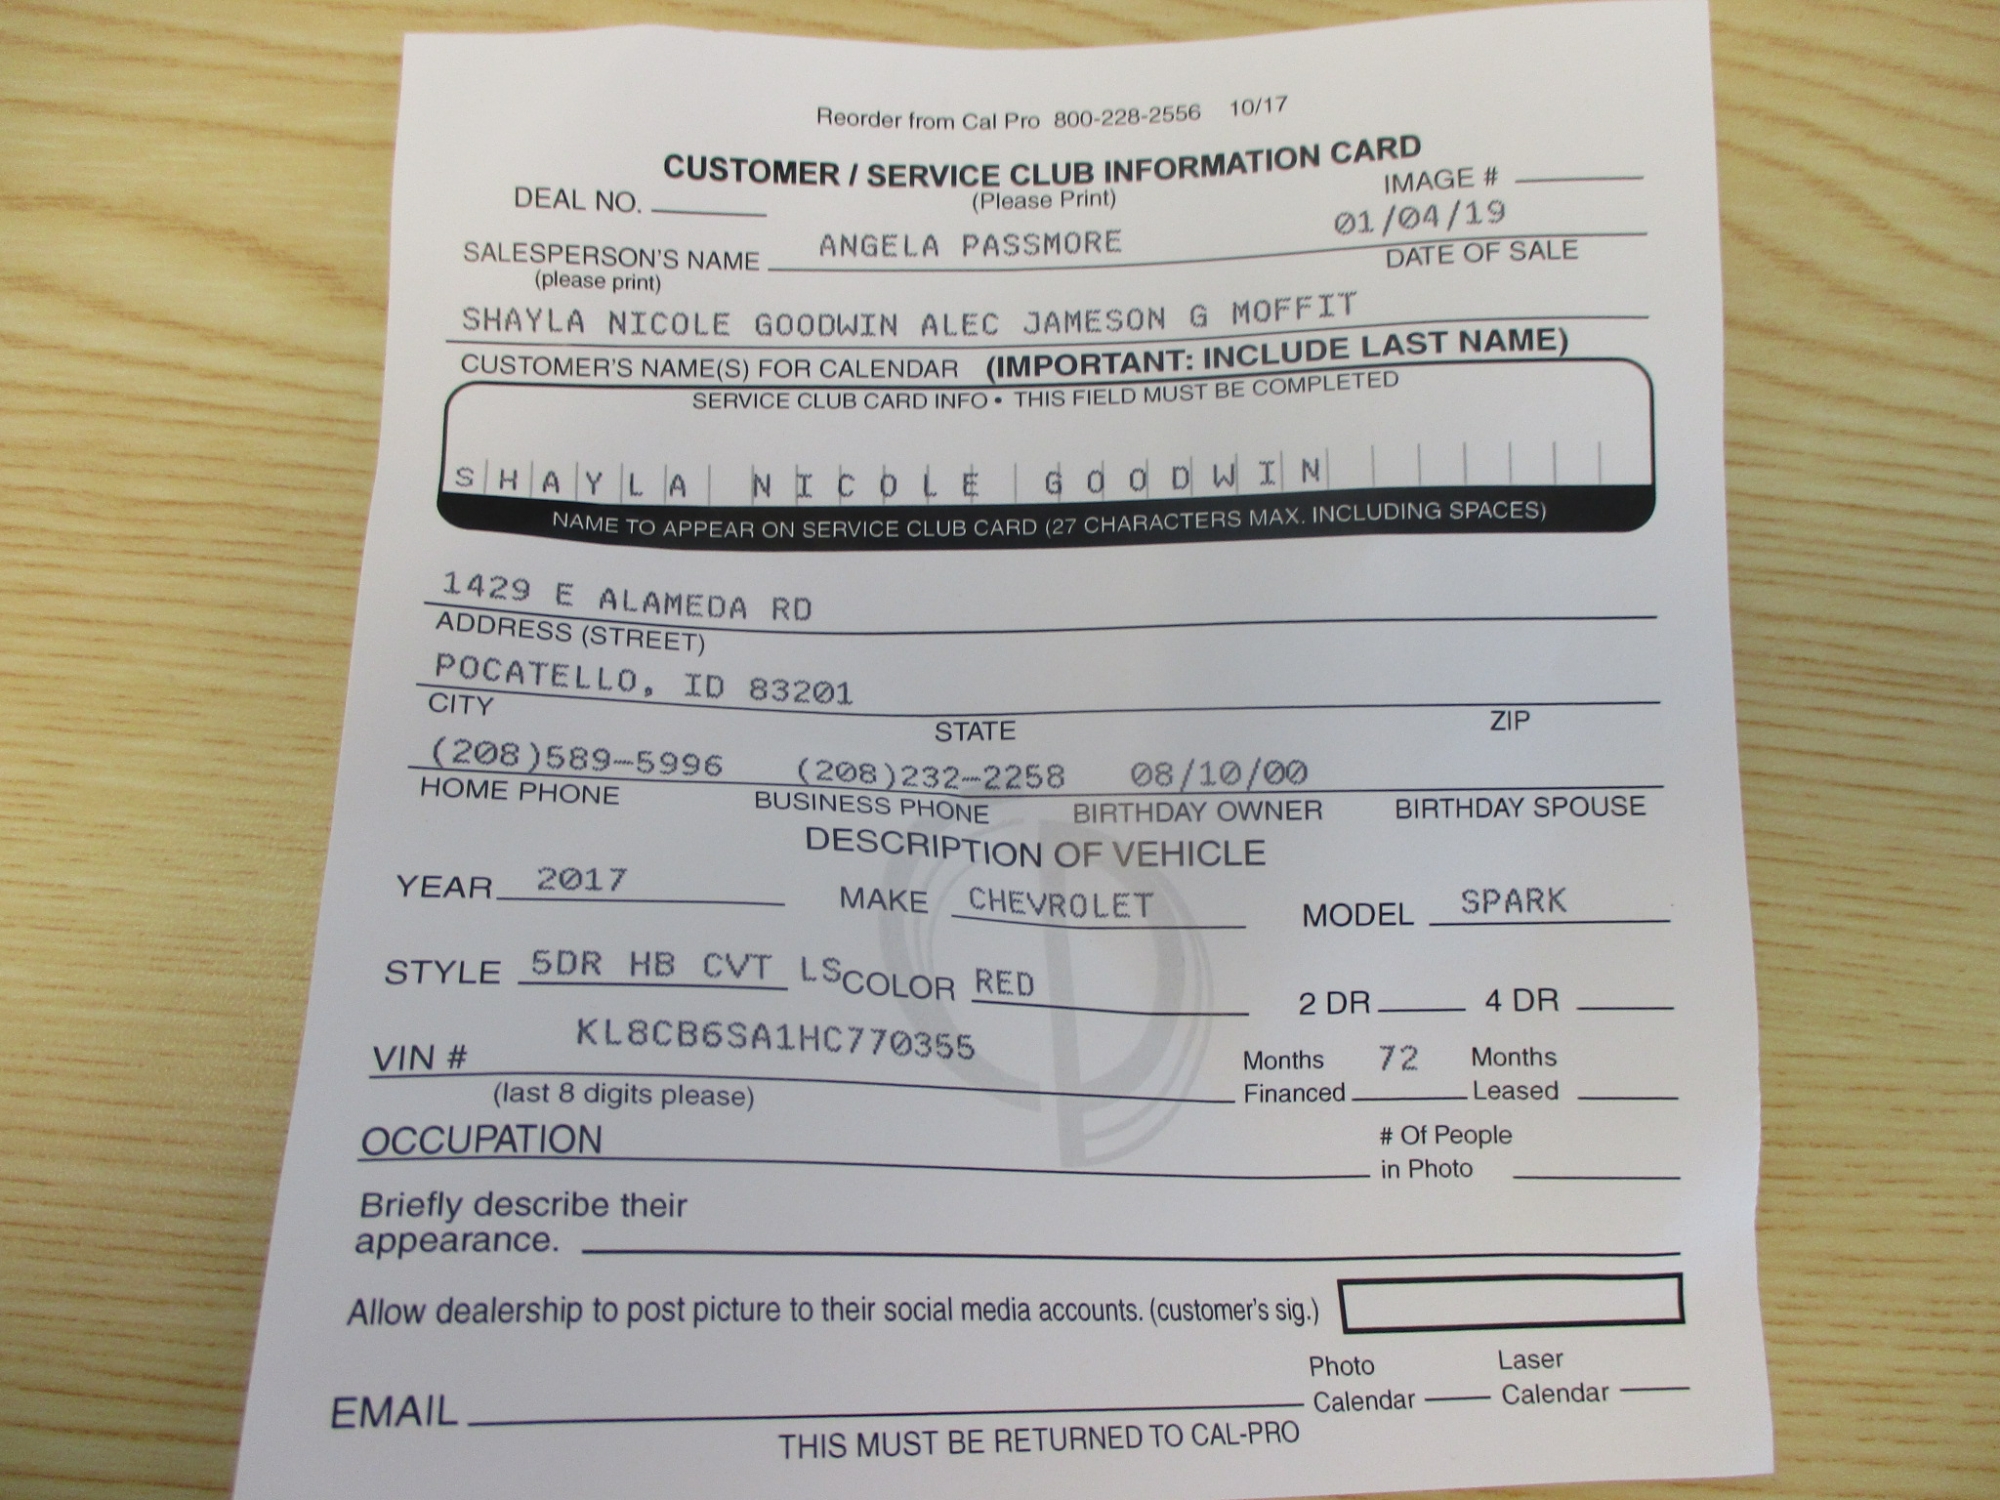 Reorder from Cal Pro 800-228-2556 10/17
CUSTOMER / SERVICE CLUB INFORMATION CARD
DEAL NO. (Please Print) IMAGE #
SALESPERSON'S NAME ANGELA PASSMORE 01/04/19
(please print) DATE OF SALE
SHAYLA NICOLE GOODWIN ALEC JAMESON G MOFFIT
CUSTOMER'S NAME(S) FOR CALENDAR (IMPORTANT: INCLUDE LAST NAME)
SERVICE CLUB CARD INFO • THIS FIELD MUST BE COMPLETED
SHAYLA NICOLE GOODWIN
NAME TO APPEAR ON SERVICE CLUB CARD (27 CHARACTERS MAX. INCLUDING SPACES)
1429 E ALAMEDA RD
ADDRESS (STREET)
POCATELLO, ID 83201
CITY STATE ZIP
(208)589-5996 (208)232-2258 08/10/00
HOME PHONE BUSINESS PHONE BIRTHDAY OWNER BIRTHDAY SPOUSE
DESCRIPTION OF VEHICLE
YEAR 2017 MAKE CHEVROLET MODEL SPARK
STYLE 5DR HB CVT LS COLOR RED 2 DR 4 DR
VIN # KL8CB6SA1HC770355 Months 72 Months
(last 8 digits please) Financed Leased
OCCUPATION # Of People
in Photo
Briefly describe their
appearance.
Allow dealership to post picture to their social media accounts. (customer's sig.)
Photo Laser
EMAIL Calendar Calendar
THIS MUST BE RETURNED TO CAL-PRO